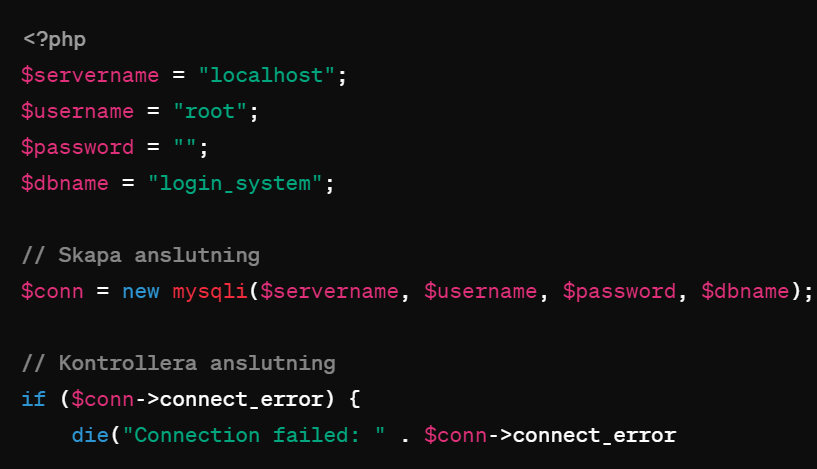 <?php
$servername = "localhost";
$username = "root";
$password = "";
$dbname = "login_system";
// Skapa anslutning
$conn = new mysqli($servername, $username, $password, $dbname);
// Kontrollera anslutning
if ($conn->connect_error) {
die("Connection failed: " . $conn->connect_error